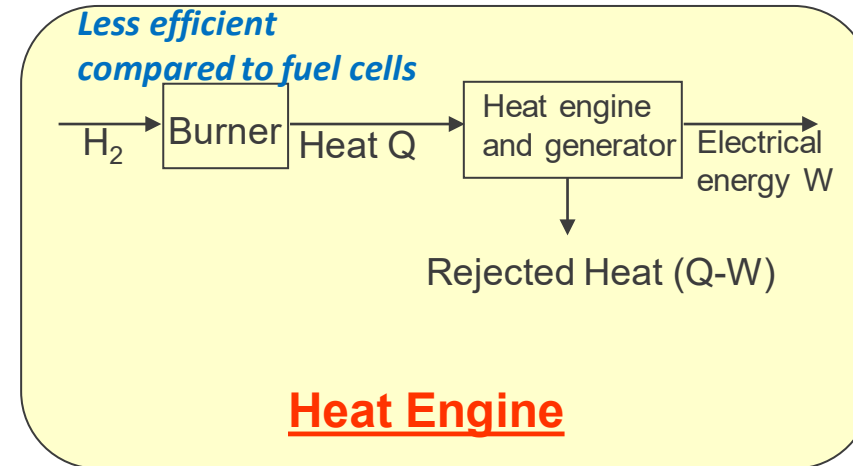 Less efficient
compared to fuel cells
H₂
Burner
Heat Q
Heat engine
and generator
Electrical
energy W
Rejected Heat (Q-W)
Heat Engine